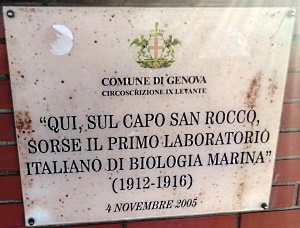 COMUNE DI GENOVA
CIRCOSCRIZIONE IX LEVANTE
“QUI, SUL CAPO SAN ROCCO,
SORSE IL PRIMO LABORATORIO
ITALIANO DI BIOLOGIA MARINA”
(1912-1916)
4 NOVEMBRE 2005